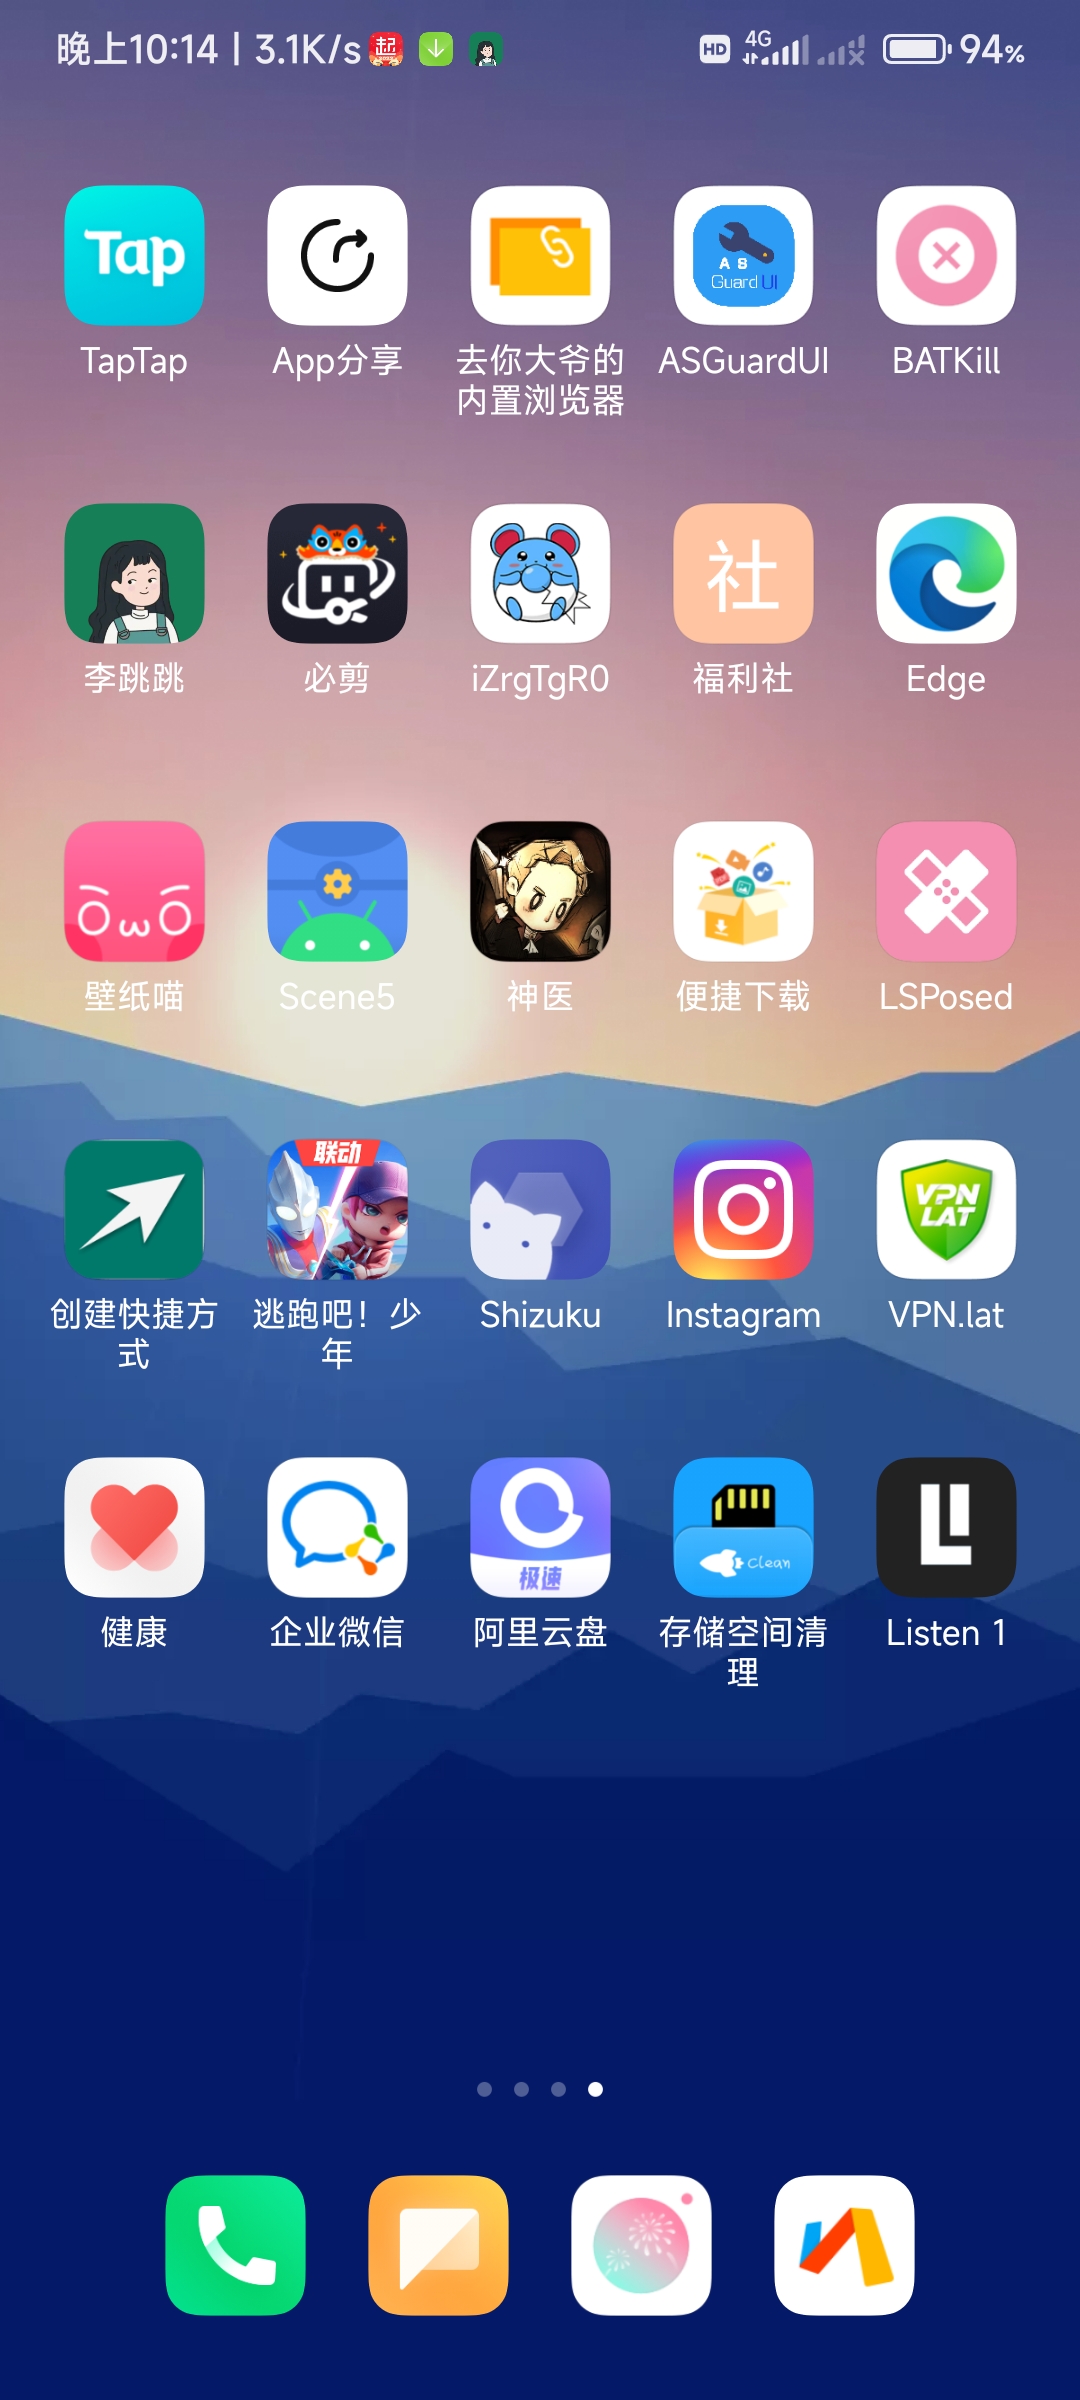 晚上10:14 | 3.1K/s 起 HD 4G 94%
Tap
A B
Guard UI
TapTap App分享 去你大爷的 ASGuardUI BATKill
内置浏览器
社
李跳跳 必剪 iZrgTgR0 福利社 Edge
壁纸喵 Scene5 神医 便捷下载 LSPosed
联动
VPN
LAT
创建快捷方 逃跑吧！少 Shizuku Instagram VPN.lat
式 年
极速
Clean
健康 企业微信 阿里云盘 存储空间清 Listen 1
理